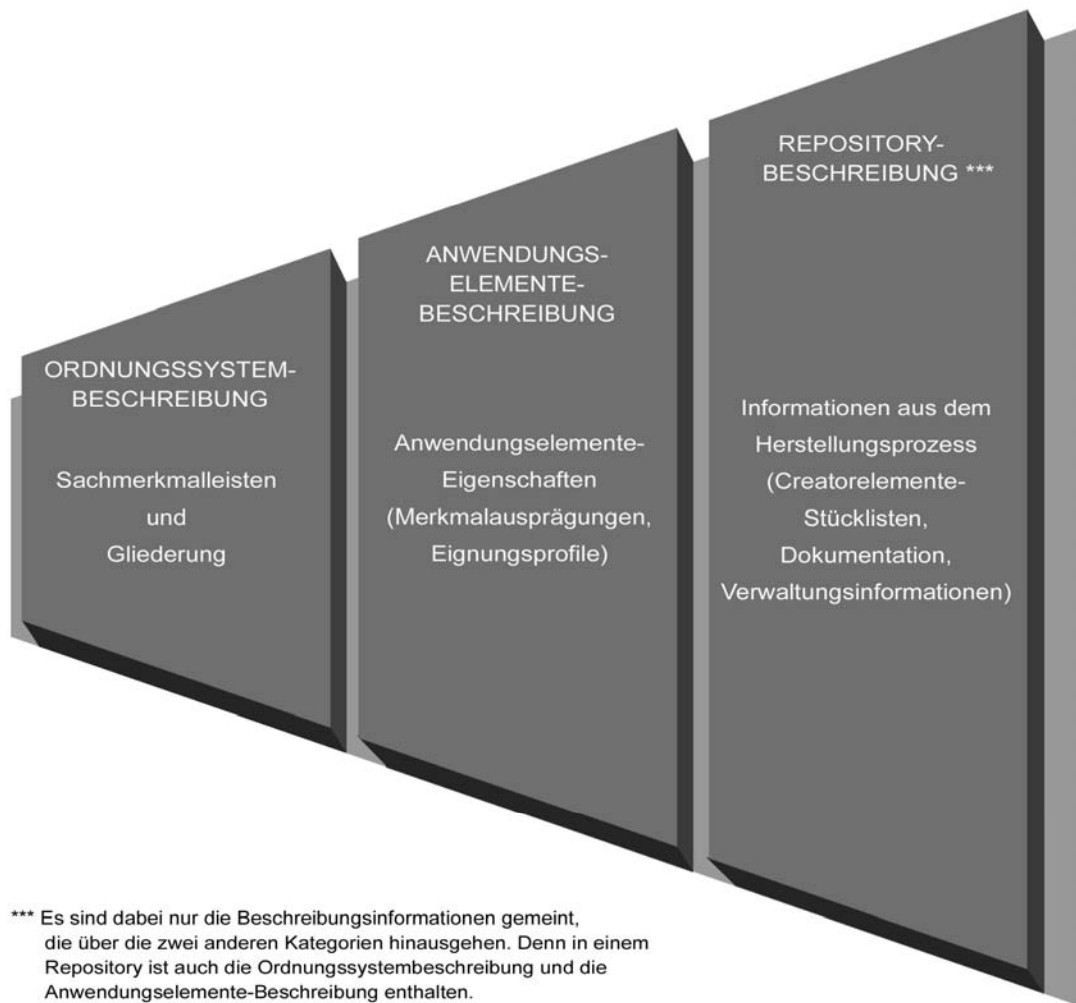 ORDNUNGSSYSTEM-
BESCHREIBUNG
Sachmerkmalleisten
und
Gliederung
ANWENDUNGS-
ELEMENTE-
BESCHREIBUNG
Anwendungselemente-
Eigenschaften
(Merkmalausprägungen,
Eignungsprofile)
REPOSITORY-
BESCHREIBUNG ***
Informationen aus dem
Herstellungsprozess
(Creatorelemente-
Stücklisten,
Dokumentation,
Verwaltungsinformationen)
*** Es sind dabei nur die Beschreibungsinformationen gemeint,
die über die zwei anderen Kategorien hinausgehen. Denn in einem
Repository ist auch die Ordnungssystembeschreibung und die
Anwendungselemente-Beschreibung enthalten.